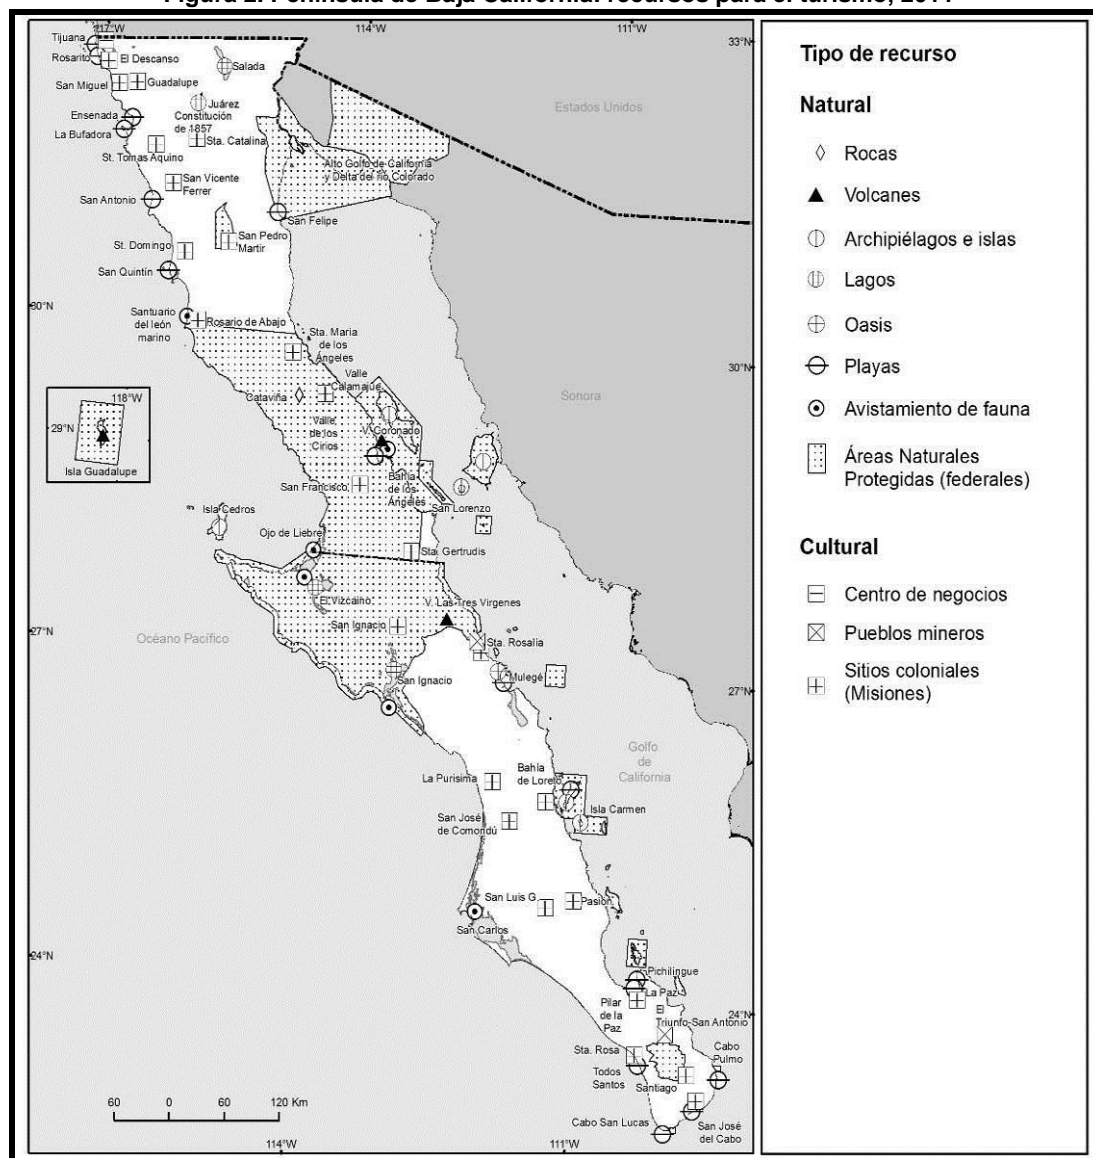 Figura 2. Península de Baja California: recursos para el turismo, 2011
117°W
114°W
111°W
33°N
Tijuana
Rosarito
El Descanso
Salada
San Miguel
Guadalupe
Juárez
Constitución
de 1857
Ensenada
La Bufadora
Sta. Catalina
St. Tomas Aquino
San Vicente
Ferrer
San Antonio
Estados Unidos
Alto Golfo de California
y Delta del río Colorado
San Felipe
San Pedro
Martir
St. Domingo
San Quintín
30°N
Santuario
del león
marino
Rosario de Abajo
Sta. Maria
de los
Ángeles
30°N
Valle
Calamajué
Cataviña
Sonora
118°W
29°N
Isla Guadalupe
Valle
de los
Cirios
V. Coronado
Bahía
de los
Ángeles
San Francisco
San Lorenzo
Isla Cedros
Ojo de Liebre
Sta. Gertrudis
El Vizcaíno
V. Las Tres Virgenes
27°N
Océano Pacífico
San Ignacio
Sta. Rosalía
San Ignacio
Mulegé
27°N
Golfo
de
California
La Purisima
Bahía
de Loreto
San José
de Comondú
Isla Carmen
San Luis G.
Pasión
San Carlos
24°N
Pichilingue
La Paz
Pilar
de la
Paz
El
Triunfo-San Antonio
24°N
Sta. Rosa
Cabo
Pulmo
Todos
Santos
Santiago
Cabo San Lucas
San José
del Cabo
60 0 60 120 Km
114°W
111°W
Tipo de recurso
Natural
Rocas
Volcanes
Archipiélagos e islas
Lagos
Oasis
Playas
Avistamiento de fauna
Áreas Naturales
Protegidas (federales)
Cultural
Centro de negocios
Pueblos mineros
Sitios coloniales
(Misiones)